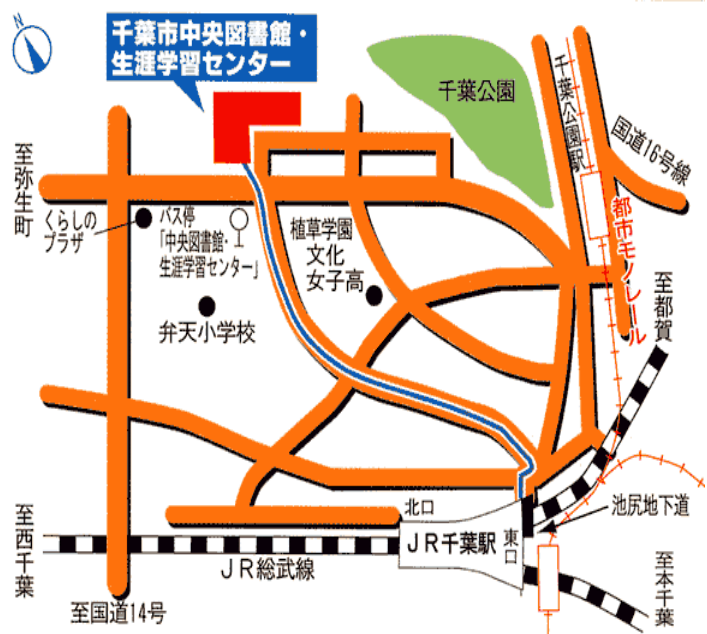 N
千葉市中央図書館・
生涯学習センター
千葉公園
千葉公園駅
国道16号線
都市モノレール
至弥生町
くらしの
プラザ
バス停
「中央図書館・
生涯学習センター」
植草学園
文化
女子高
至都賀
弁天小学校
北口
JR千葉駅
東口
池尻地下道
至西千葉
JR総武線
至本千葉
至国道14号